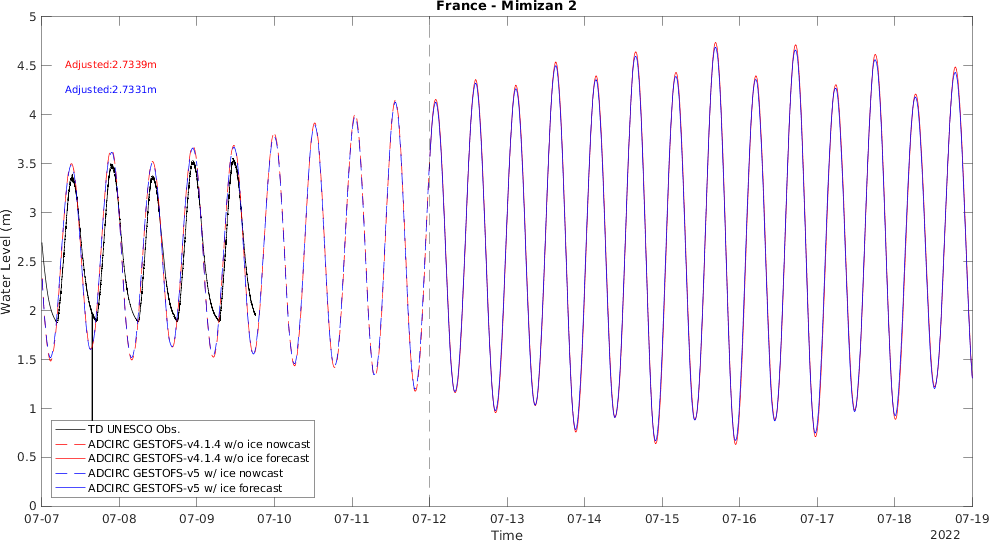 France - Mimizan 2
5
4.5
4
3.5
3
2.5
2
1.5
1
0.5
0
Water Level (m)
Adjusted:2.7339m
Adjusted:2.7331m
TD UNESCO Obs.
ADCIRC GESTOFS-v4.1.4 w/o ice nowcast
ADCIRC GESTOFS-v4.1.4 w/o ice forecast
ADCIRC GESTOFS-v5 w/ ice nowcast
ADCIRC GESTOFS-v5 w/ ice forecast
07-07 07-08 07-09 07-10 07-11 07-12 07-13 07-14 07-15 07-16 07-17 07-18 07-19
Time
2022